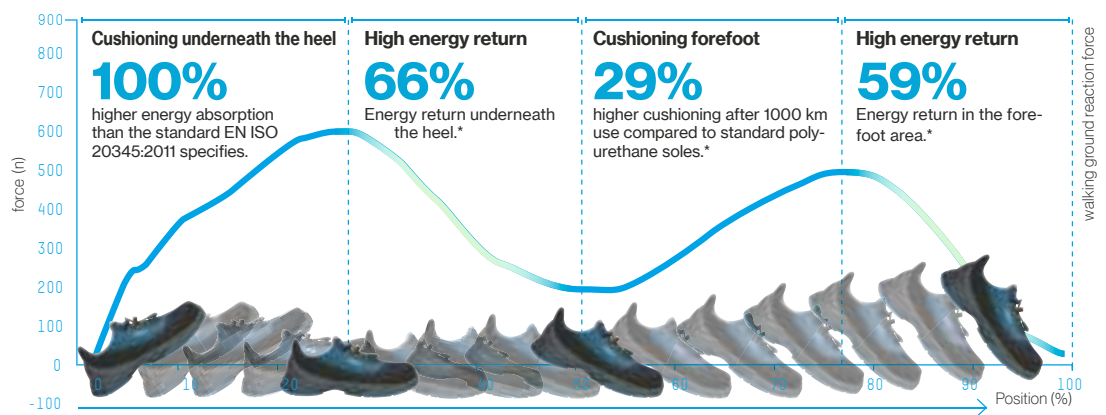 900
800
700
600
500
400
300
200
100
0
-100
force (n)
Cushioning underneath the heel
100%
higher energy absorption
than the standard EN ISO
20345:2011 specifies.
High energy return
66%
Energy return underneath
the heel.*
Cushioning forefoot
29%
higher cushioning after 1000 km
use compared to standard poly-
urethane soles.*
High energy return
59%
Energy return in the fore-
foot area.*
walking ground reaction force
0
10
20
40
50
60
70
80
90
100
Position (%)